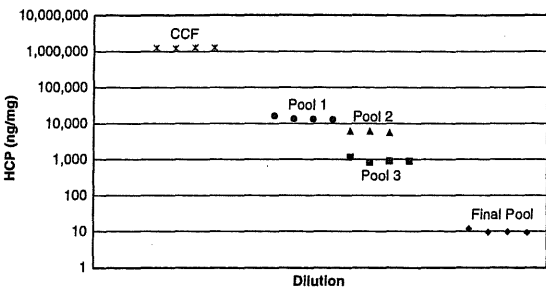 HCP (ng/mg)
10,000,000
1,000,000
100,000
10,000
1,000
100
10
1
CCF
Pool 1
Pool 2
Pool 3
Final Pool
Dilution